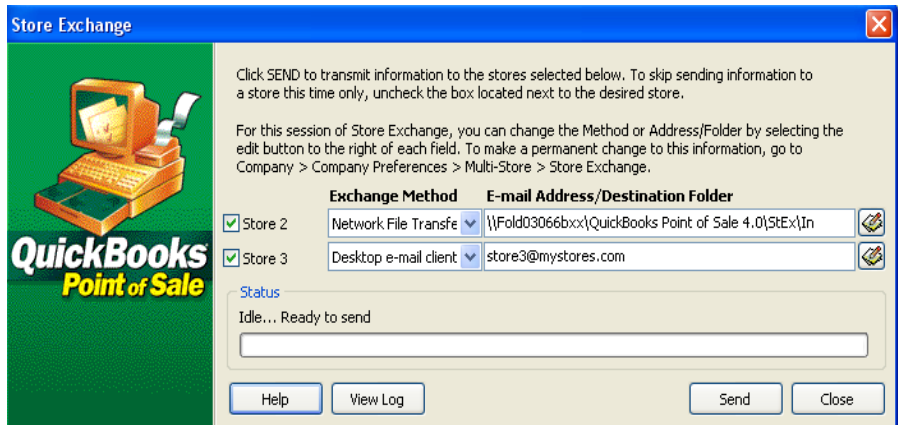 Store Exchange
Click SEND to transmit information to the stores selected below. To skip sending information to
a store this time only, uncheck the box located next to the desired store.
For this session of Store Exchange, you can change the Method or Address/Folder by selecting the
edit button to the right of each field. To make a permanent change to this information, go to
Company > Company Preferences > Multi-Store > Store Exchange.
Exchange Method E-mail Address/Destination Folder
Store 2 Network File Transfe \\Fold03066bxx\QuickBooks Point of Sale 4.0\StEx\In
Store 3 Desktop e-mail client store3@mystores.com
QuickBooks
Point of Sale
Status
Idle... Ready to send
Help View Log Send Close